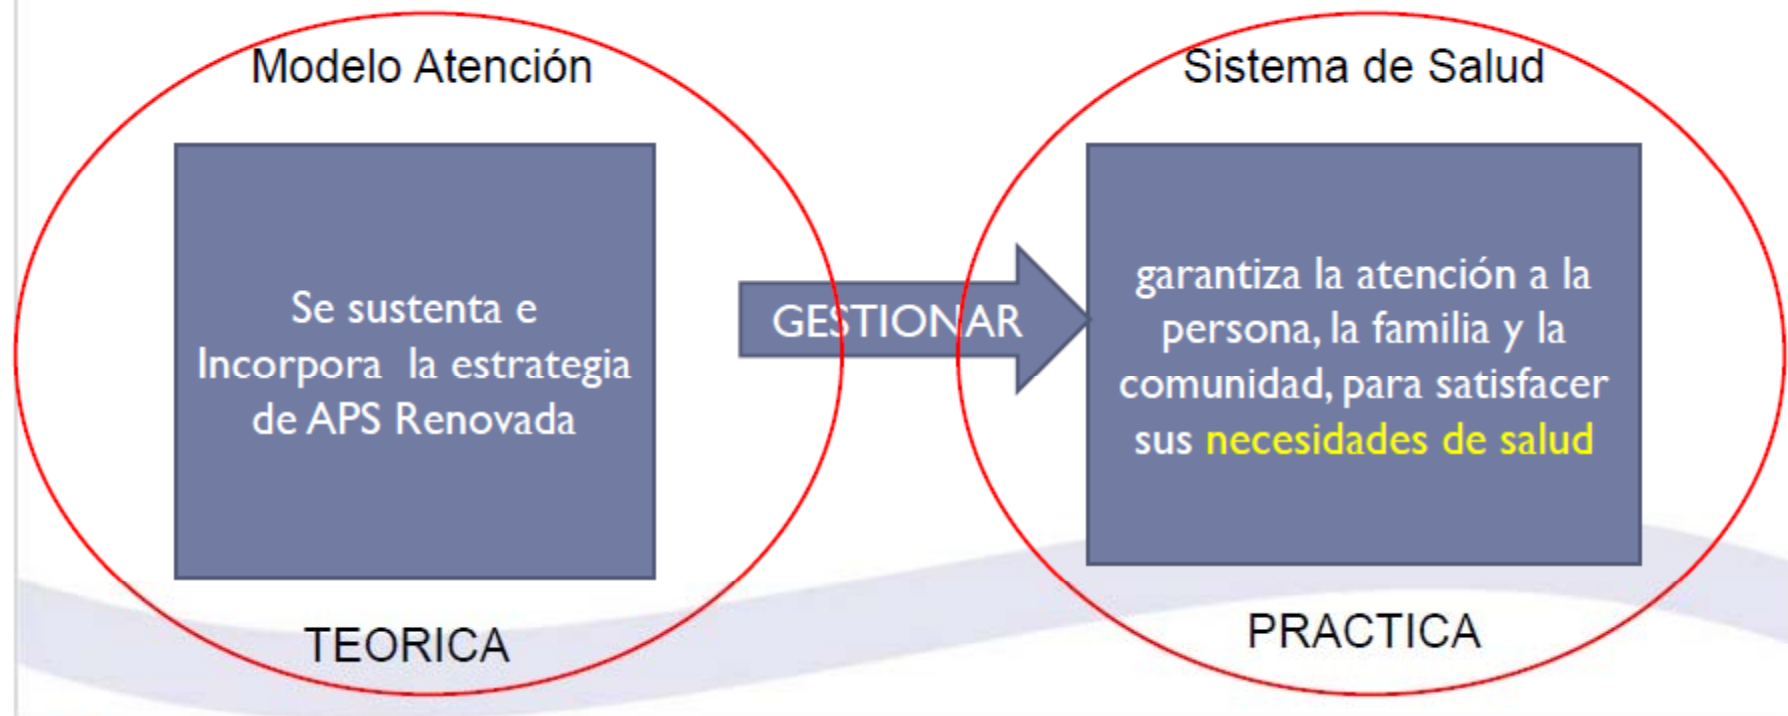 Modelo Atención
Se sustenta e
Incorpora la estrategia
de APS Renovada
TEORICA
GESTIONAR
Sistema de Salud
garantiza la atención a la
persona, la familia y la
comunidad, para satisfacer
sus necesidades de salud
PRACTICA